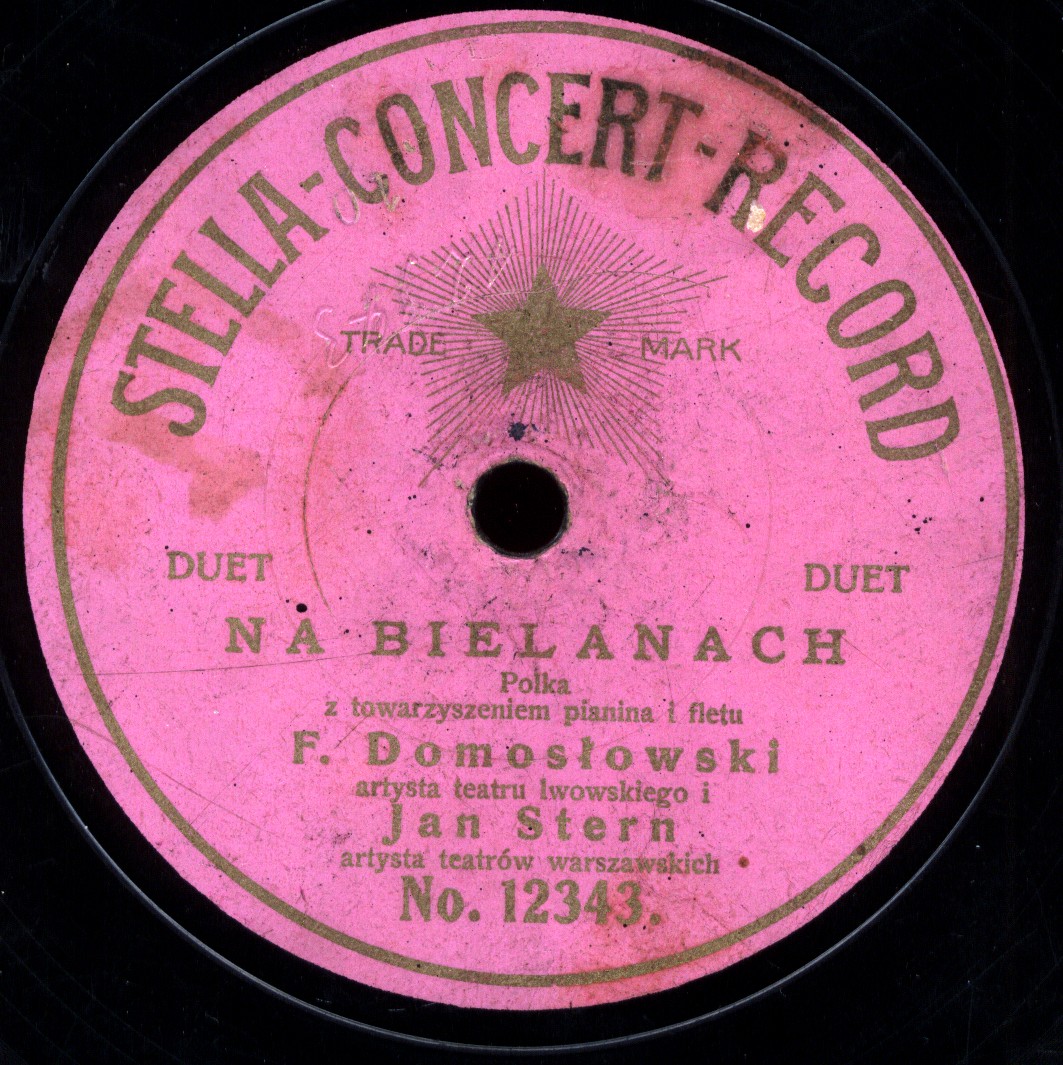 STELLA-CONCERT-RECORD
TRADE MARK
DUET DUET
NA BIELANACH
Polka
z towarzyszeniem pianina i fletu
F. Domosłowski
artysta teatru lwowskiego i
Jan Stern
artysta teatrów warszawskich
No. 12343.